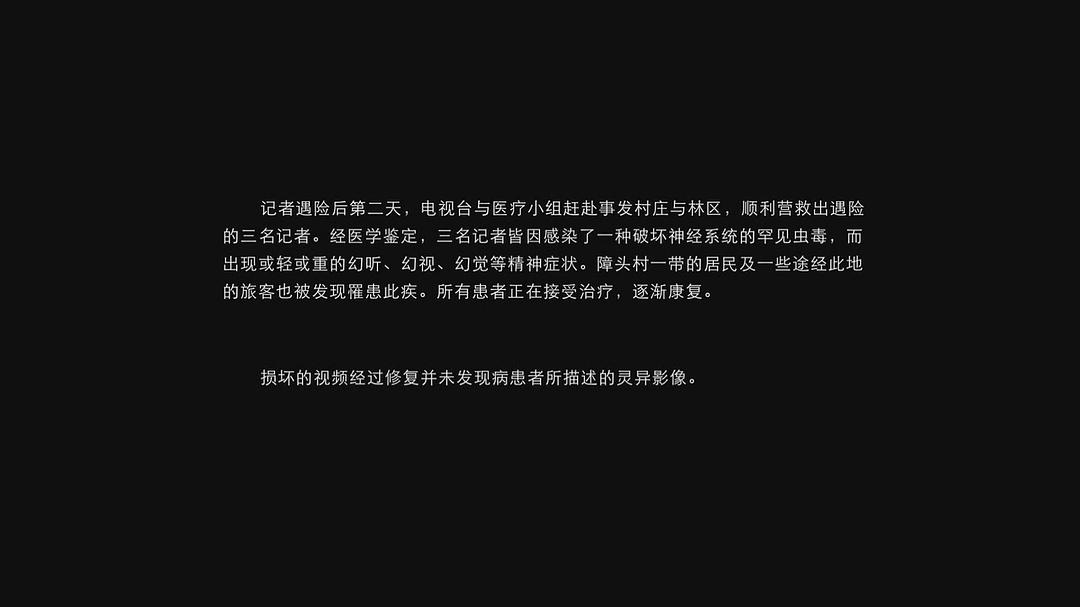 记者遇险后第二天，电视台与医疗小组赶赴事发村庄与林区，顺利营救出遇险
的三名记者。经医学鉴定，三名记者皆因感染了一种破坏神经系统的罕见虫毒，而
出现或轻或重的幻听、幻视、幻觉等精神症状。障头村一带的居民及一些途经此地
的旅客也被发现罹患此疾。所有患者正在接受治疗，逐渐康复。
损坏的视频经过修复并未发现病患者所描述的灵异影像。